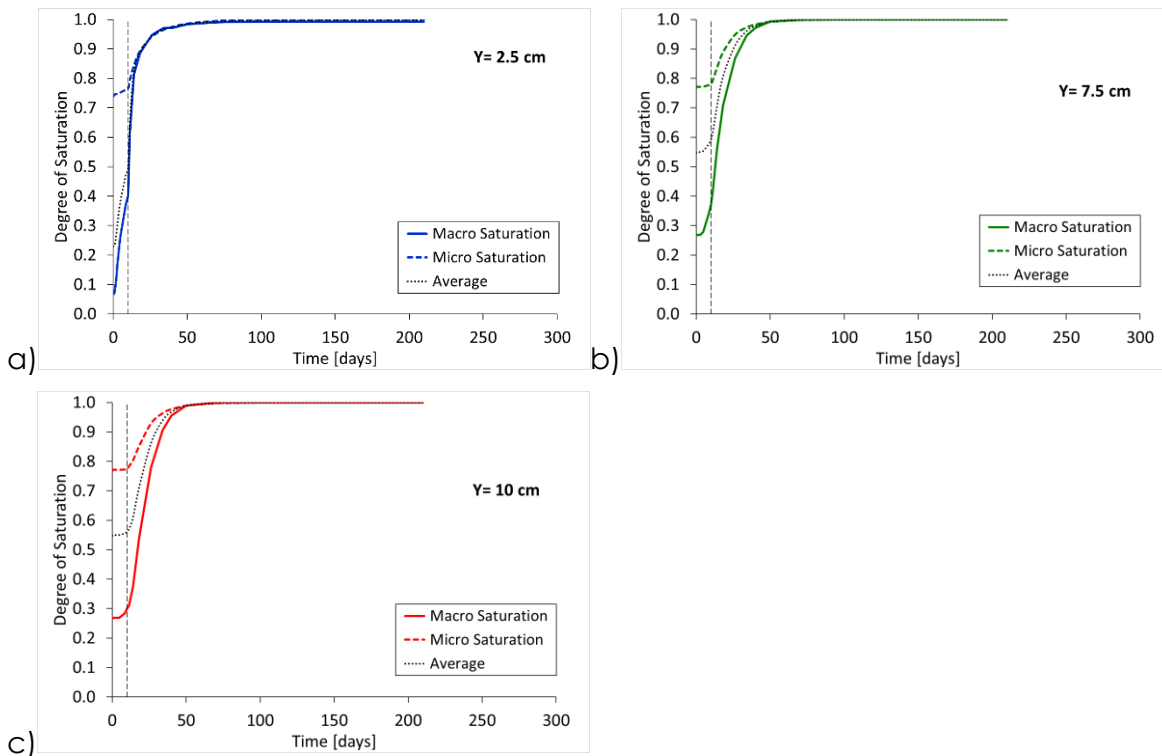 1.0
0.9
0.8
0.7
0.6
0.5
0.4
0.3
0.2
0.1
0.0
Degree of Saturation
Y= 2.5 cm
Macro Saturation
Micro Saturation
Average
0 50 100 150 200 250 300
Time [days]
a)
1.0
0.9
0.8
0.7
0.6
0.5
0.4
0.3
0.2
0.1
0.0
Degree of Saturation
Y= 7.5 cm
Macro Saturation
Micro Saturation
Average
0 50 100 150 200 250 300
Time [days]
b)
1.0
0.9
0.8
0.7
0.6
0.5
0.4
0.3
0.2
0.1
0.0
Degree of Saturation
Y= 10 cm
Macro Saturation
Micro Saturation
Average
0 50 100 150 200 250 300
Time [days]
c)